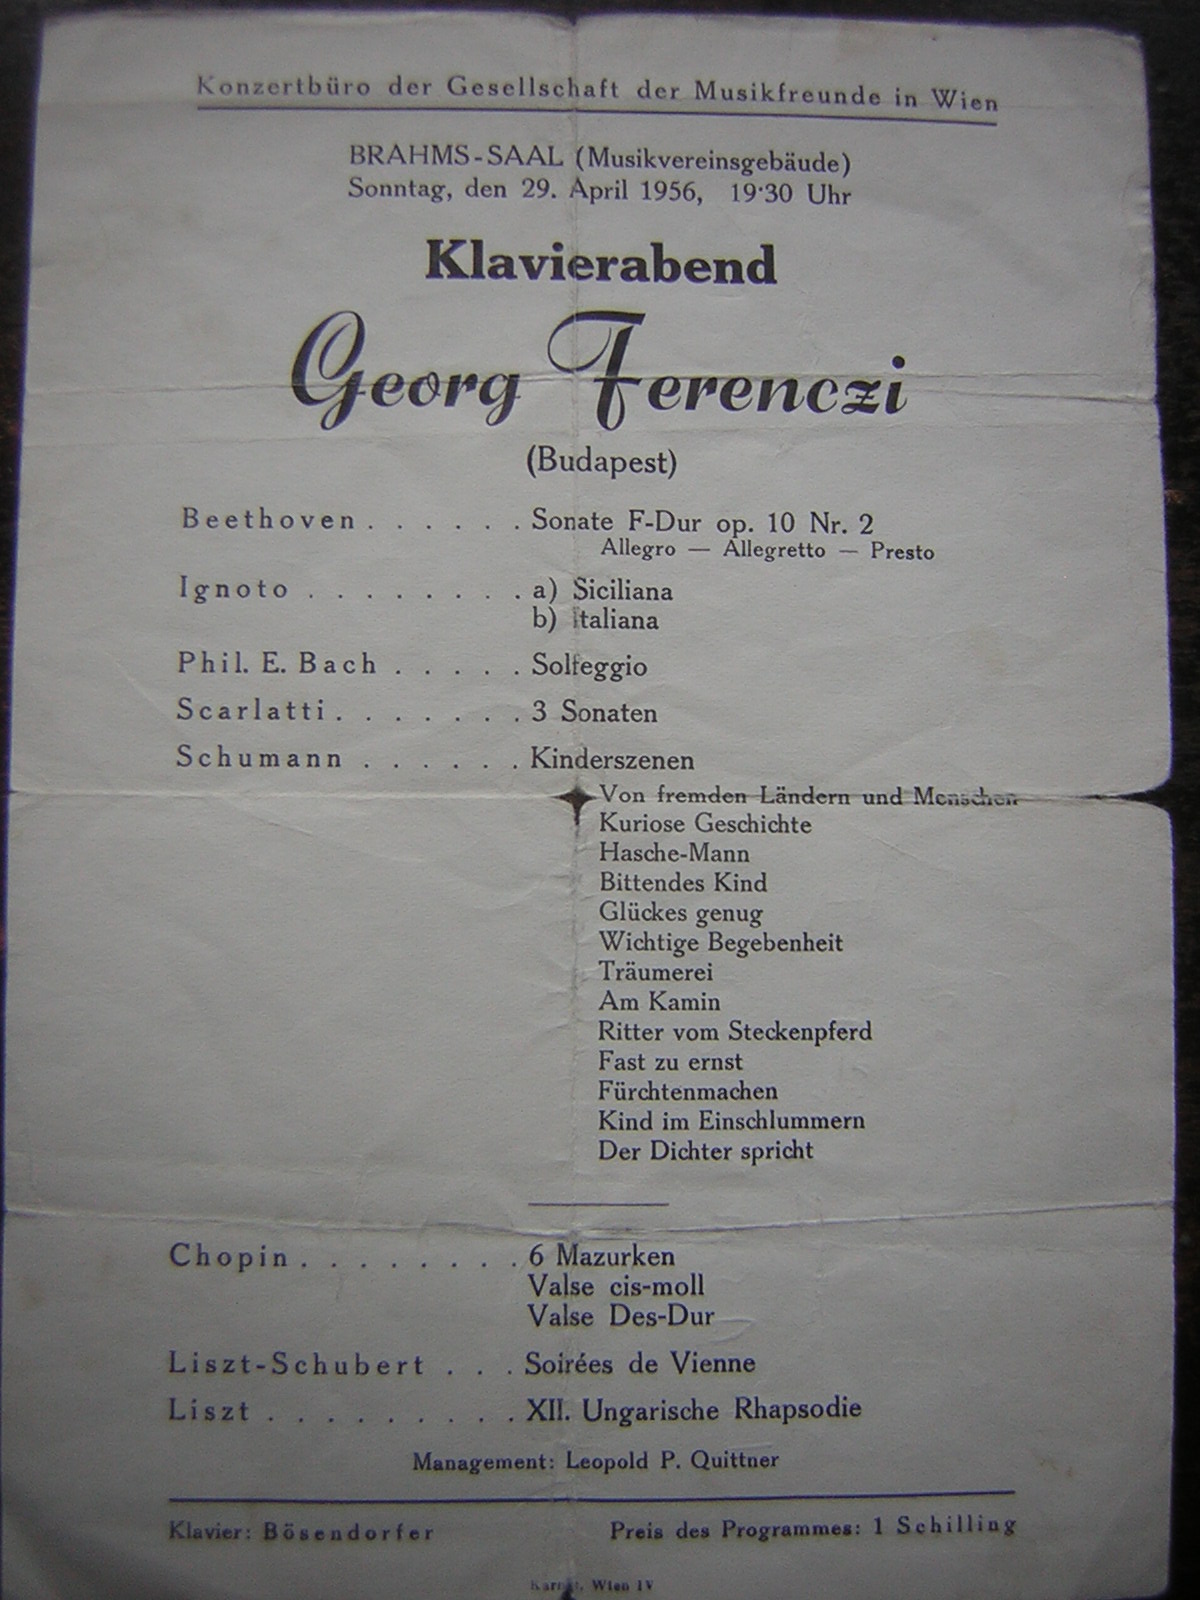 Konzertbüro der Gesellschaft der Musikfreunde in Wien
BRAHMS-SAAL (Musikvereinsgebäude)
Sonntag, den 29. April 1956, 19·30 Uhr
Klavierabend
Georg Ferenczi
(Budapest)
Beethoven . . . . . . Sonate F-Dur op. 10 Nr. 2
Allegro — Allegretto — Presto
Ignoto . . . . . . . . a) Siciliana
b) Italiana
Phil. E. Bach . . . . . Solfeggio
Scarlatti . . . . . . . 3 Sonaten
Schumann . . . . . . Kinderszenen
Von fremden Ländern und Menschen
Kuriose Geschichte
Hasche-Mann
Bittendes Kind
Glückes genug
Wichtige Begebenheit
Träumerei
Am Kamin
Ritter vom Steckenpferd
Fast zu ernst
Fürchtenmachen
Kind im Einschlummern
Der Dichter spricht
Chopin . . . . . . . . 6 Mazurken
Valse cis-moll
Valse Des-Dur
Liszt-Schubert . . . Soirées de Vienne
Liszt . . . . . . . . . XII. Ungarische Rhapsodie
Management: Leopold P. Quittner
Klavier: Bösendorfer Preis des Programmes: 1 Schilling
Wien IV